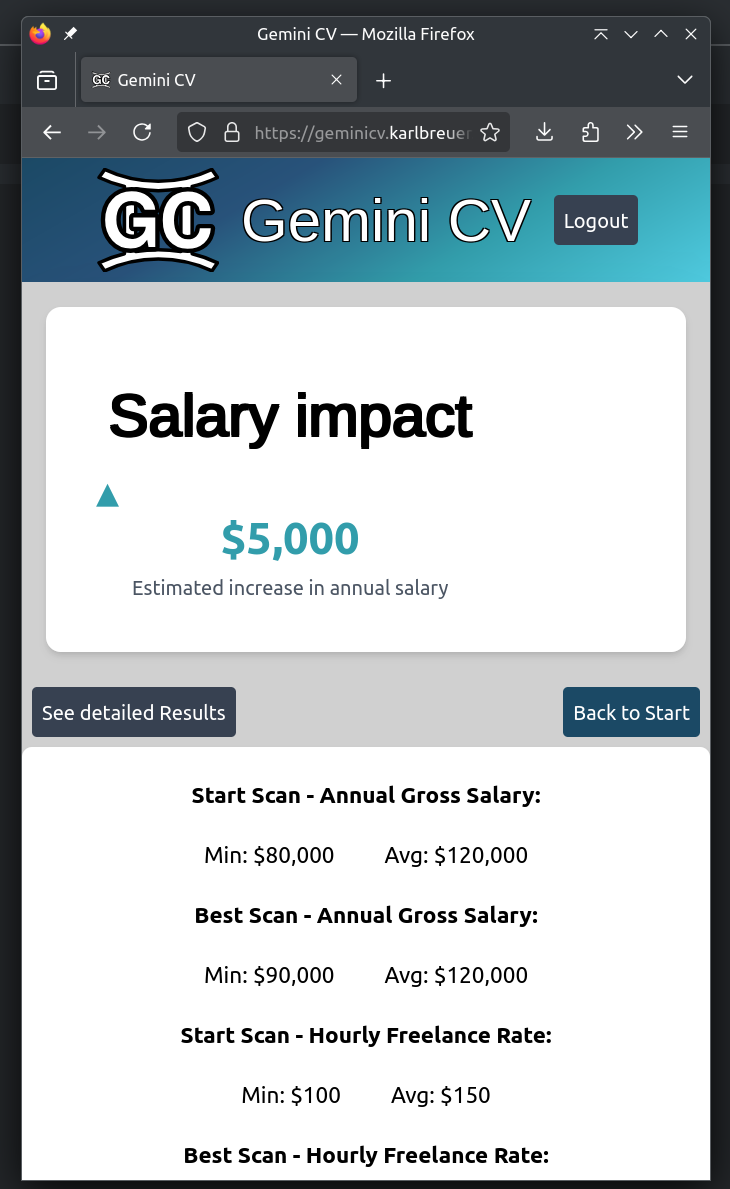 Gemini CV — Mozilla Firefox
GC Gemini CV
https://geminicv.karlbreuer
GC Gemini CV Logout
Salary impact
▲
$5,000
Estimated increase in annual salary
See detailed Results Back to Start
Start Scan - Annual Gross Salary:
Min: $80,000 Avg: $120,000
Best Scan - Annual Gross Salary:
Min: $90,000 Avg: $120,000
Start Scan - Hourly Freelance Rate:
Min: $100 Avg: $150
Best Scan - Hourly Freelance Rate: